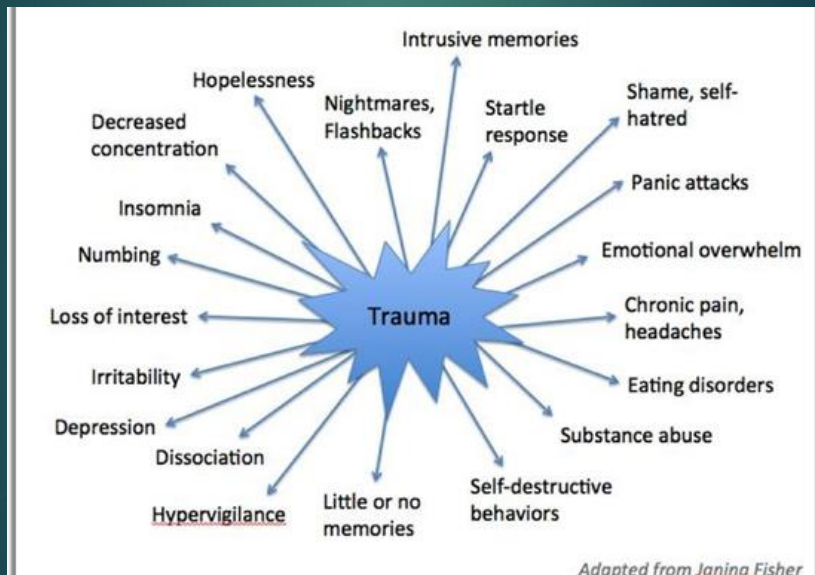 Intrusive memories
Hopelessness
Nightmares,
Flashbacks
Startle
response
Shame, self-
hatred
Decreased
concentration
Panic attacks
Insomnia
Numbing
Emotional overwhelm
Loss of interest
Trauma
Chronic pain,
headaches
Irritability
Eating disorders
Depression
Substance abuse
Dissociation
Hypervigilance
Little or no
memories
Self-destructive
behaviors
Adapted from Janina Fisher